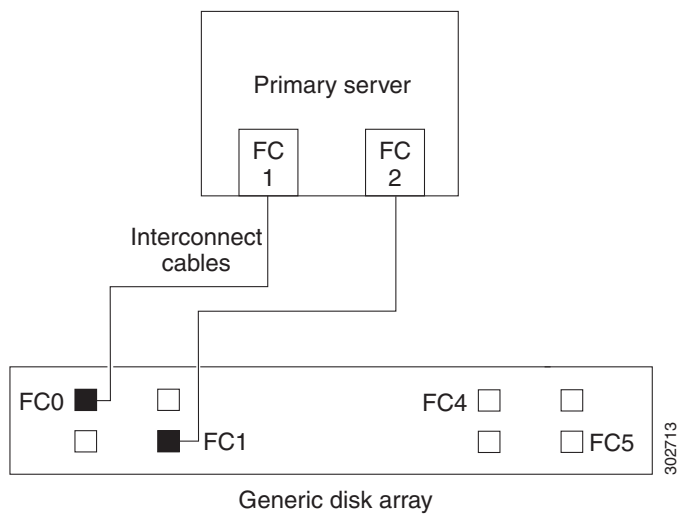 Primary server
FC
1
FC
2
Interconnect
cables
FC0
FC4
FC1
FC5
302713
Generic disk array